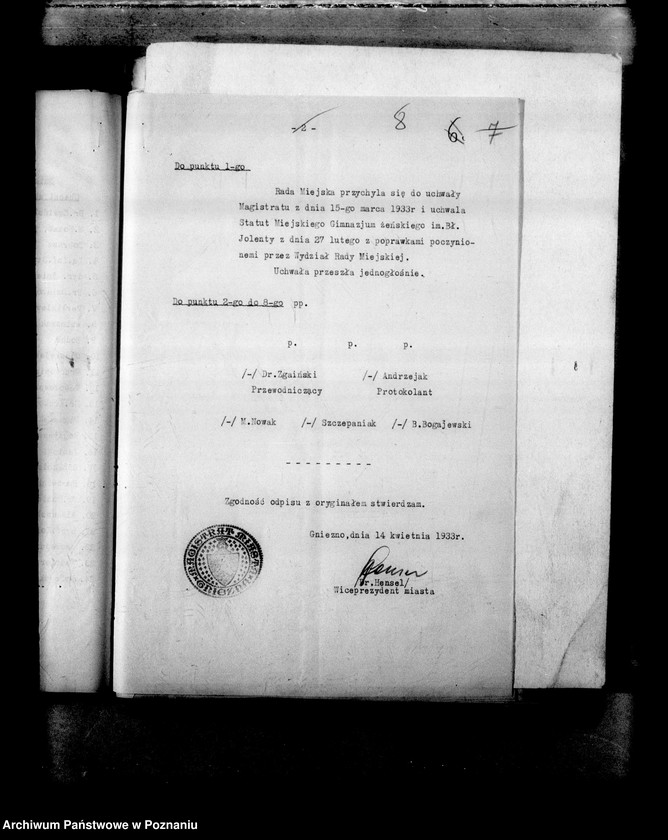 -2-
8 6. 7
Do punktu 1-go
Rada Miejska przychyla się do uchwały
Magistratu z dnia 15-go marca 1933r i uchwala
Statut Miejskiego Gimnazjum żeńskiego im.Bł.
Jolenty z dnia 27 lutego z poprawkami poczynio-
nemi przez Wydział Rady Miejskiej.
Uchwała przeszła jednogłośnie.
Do punktu 2-go do 8-go pp.
p. p. p.
/-/ Dr.Zgaiński /-/ Andrzejak
Przewodniczący Protokolant
/-/ M.Nowak /-/ Szczepaniak /-/ B.Bogajewski
- - - - - - - - -
Zgodność odpisu z oryginałem stwierdzam.
Gniezno,dnia 14 kwietnia 1933r.
MAGISTRAT MIASTA GNIEZNA
/Dr.Hensel/
Wiceprezydent miasta
Archiwum Państwowe w Poznaniu